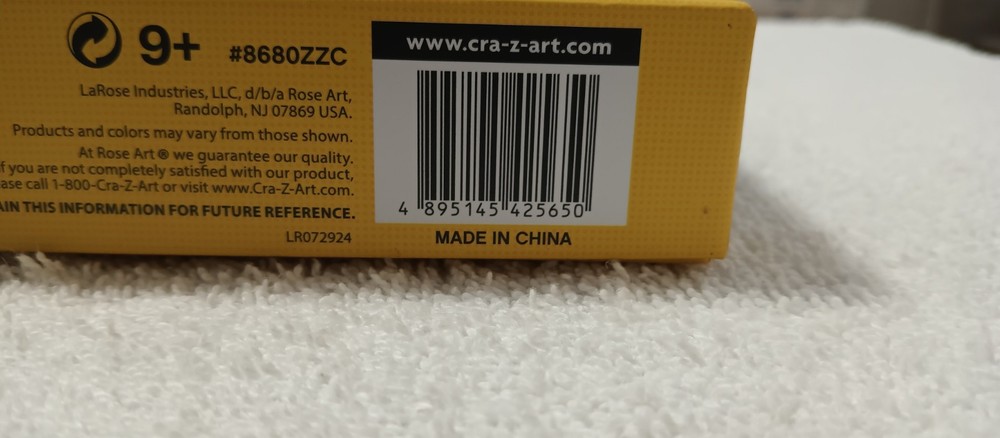 9+ #8680ZZC
LaRose Industries, LLC, d/b/a Rose Art,
Randolph, NJ 07869 USA.
Products and colors may vary from those shown.
At Rose Art ® we guarantee our quality.
f you are not completely satisfied with our product,
ase call 1-800-Cra-Z-Art or visit www.Cra-Z-Art.com.
AIN THIS INFORMATION FOR FUTURE REFERENCE.
LR072924
www.cra-z-art.com
4 895145 425650
MADE IN CHINA